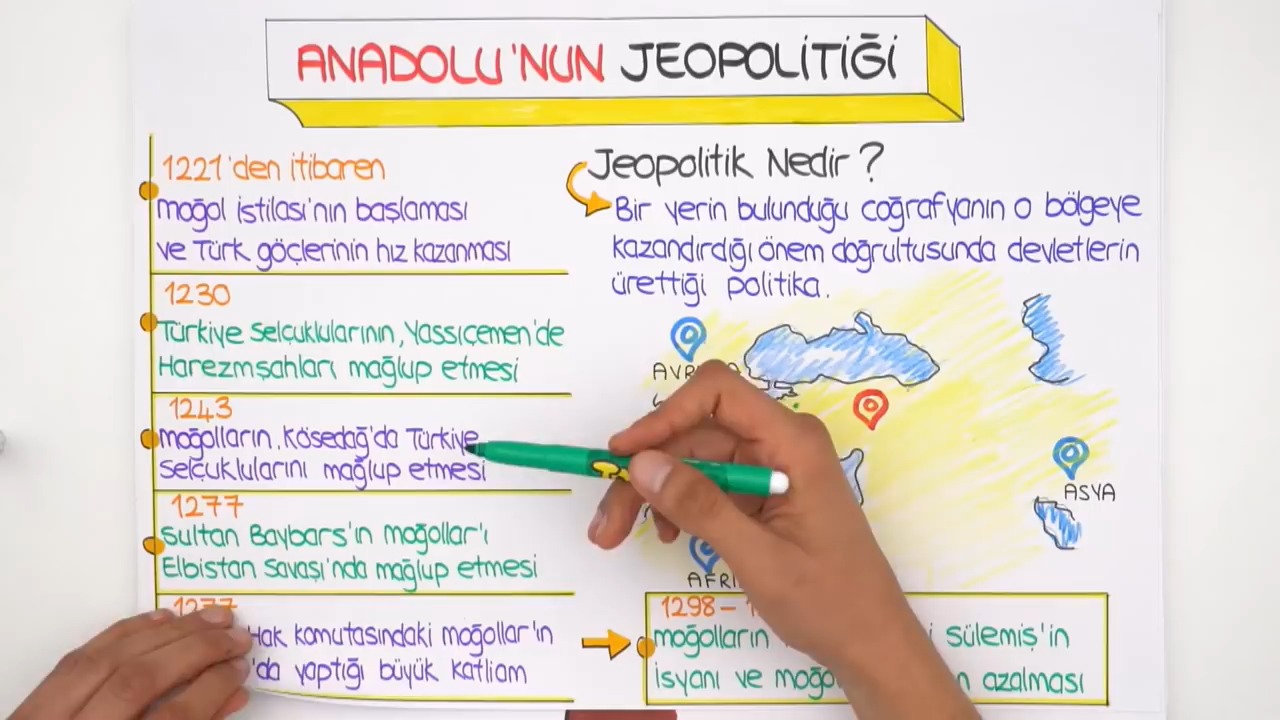 ANADOLU'NUN JEOPOLİTİĞİ
1221'den itibaren
moğol istilası'nın başlaması
ve Türk göçlerinin hız kazanması
1230
Türkiye Selçuklularının, Yassıçemen'de
Harezmşahları mağlup etmesi
1243
moğolların, Kösedağ'da Türkiye
selçuklularını mağlup etmesi
1277
Sultan Baybars'ın moğollar'ı
Elbistan Savaşı'nda mağlup etmesi
1277
Hak komutasındaki moğollar'ın
'da yaptığı büyük katliam
Jeopolitik Nedir?
Bir yerin bulunduğu coğrafyanın o bölgeye
kazandırdığı önem doğrultusunda devletlerin
ürettiği politika.
ASYA
1298-
moğolların sülemiş'in
isyanı ve azalması